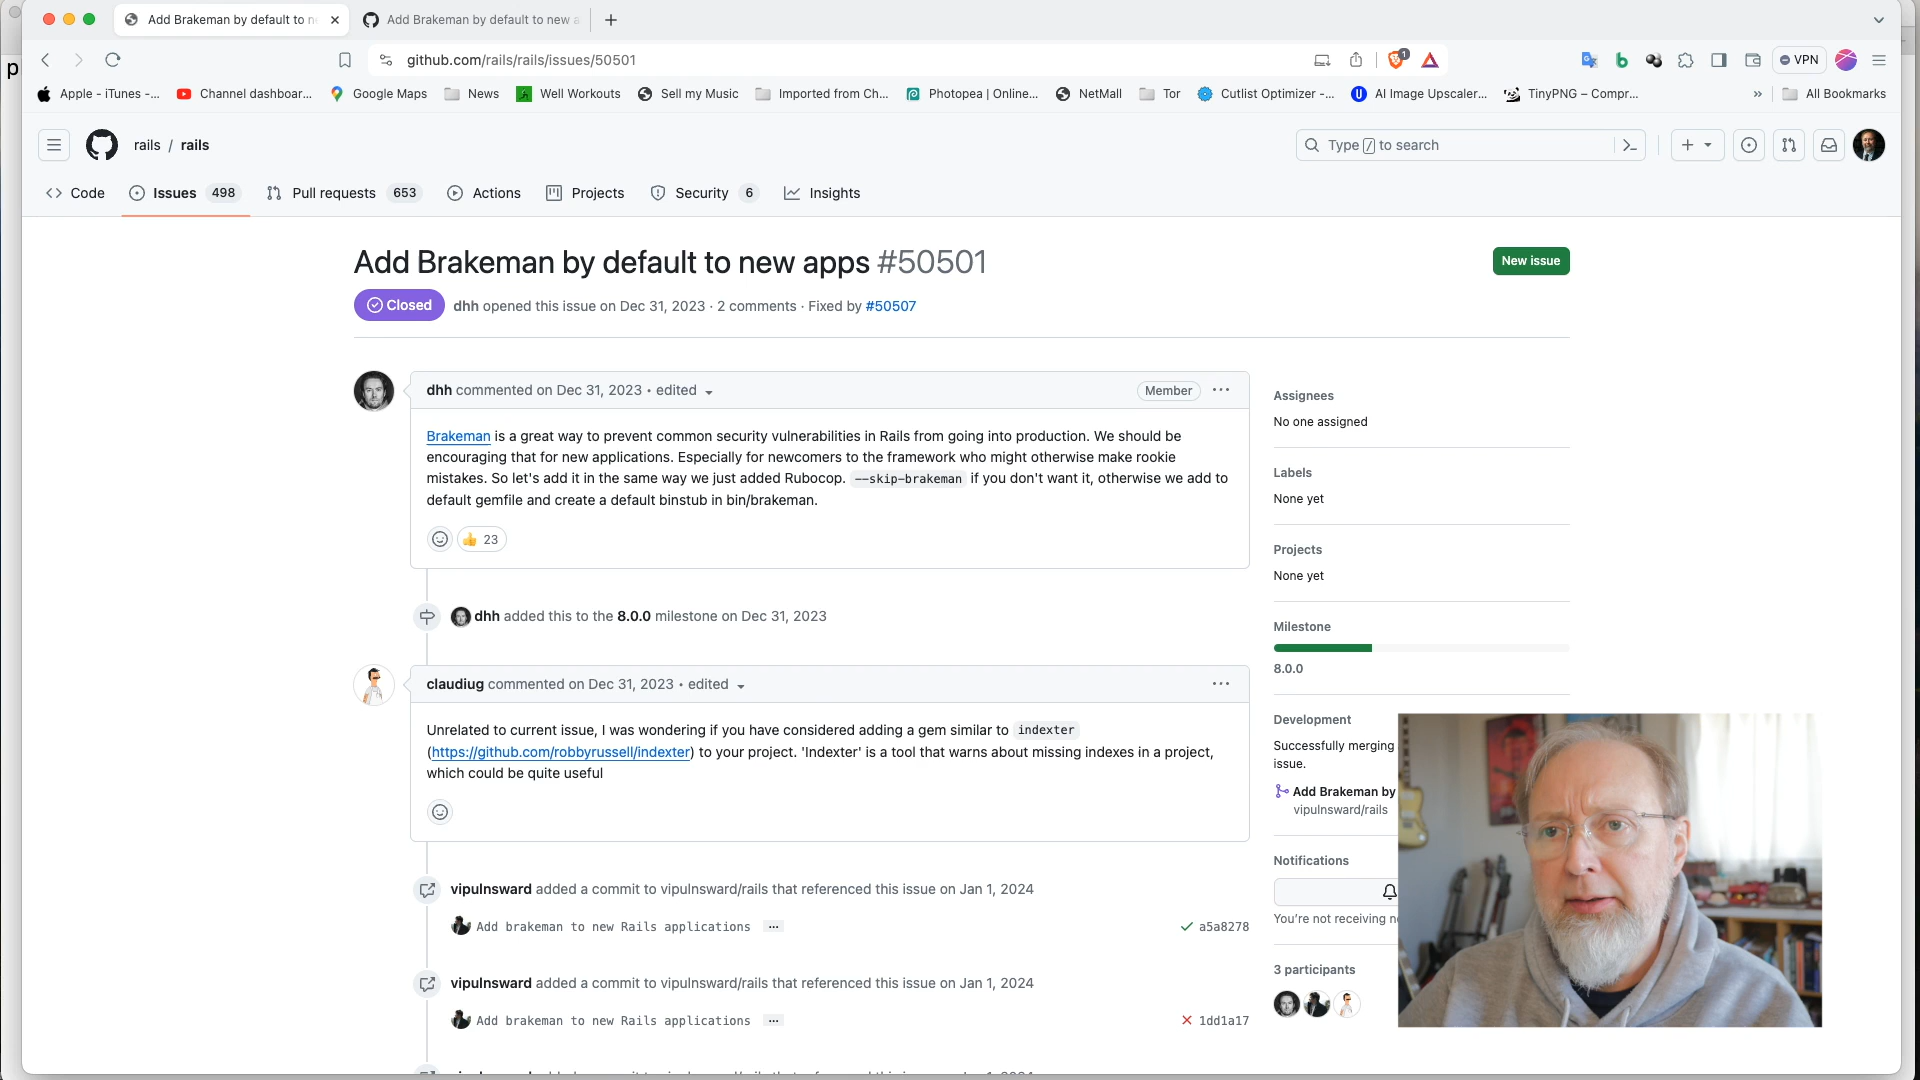 Add Brakeman by default to n
Add Brakeman by default to new a
p
github.com/rails/rails/issues/50501
1
VPN
Apple - iTunes -...
Channel dashboar...
Google Maps
News
Well Workouts
Sell my Music
Imported from Ch...
Photopea | Online...
NetMall
Tor
Cutlist Optimizer -...
AI Image Upscaler...
TinyPNG – Compr...
»
All Bookmarks
rails / rails
Type / to search
Code
Issues 498
Pull requests 653
Actions
Projects
Security 6
Insights
Add Brakeman by default to new apps #50501
New issue
Closed
dhh opened this issue on Dec 31, 2023 · 2 comments · Fixed by #50507
dhh commented on Dec 31, 2023 • edited
Member
Brakeman is a great way to prevent common security vulnerabilities in Rails from going into production. We should be
encouraging that for new applications. Especially for newcomers to the framework who might otherwise make rookie
mistakes. So let's add it in the same way we just added Rubocop. --skip-brakeman if you don't want it, otherwise we add to
default gemfile and create a default binstub in bin/brakeman.
👍 23
dhh added this to the 8.0.0 milestone on Dec 31, 2023
claudiug commented on Dec 31, 2023 • edited
Unrelated to current issue, I was wondering if you have considered adding a gem similar to indexter
(https://github.com/robbyrussell/indexter) to your project. 'Indexter' is a tool that warns about missing indexes in a project,
which could be quite useful
vipulnsward added a commit to vipulnsward/rails that referenced this issue on Jan 1, 2024
Add brakeman to new Rails applications ...
a5a8278
vipulnsward added a commit to vipulnsward/rails that referenced this issue on Jan 1, 2024
Add brakeman to new Rails applications ...
1dd1a17
Assignees
No one assigned
Labels
None yet
Projects
None yet
Milestone
8.0.0
Development
Successfully merging
issue.
Add Brakeman by
vipulnsward/rails
Notifications
You're not receiving n
3 participants